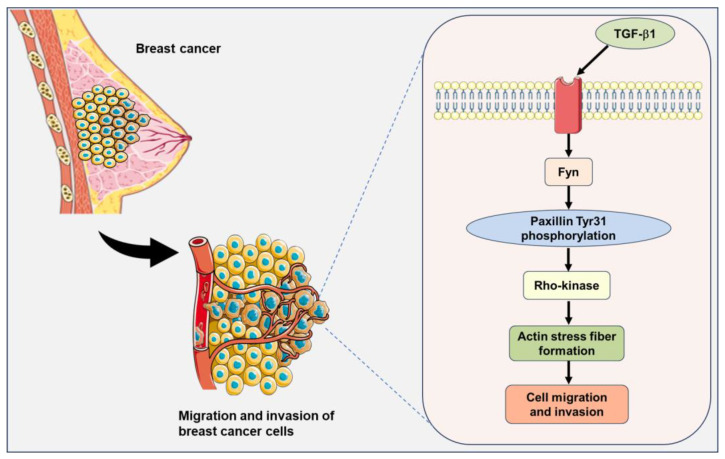 Breast cancer
Migration and invasion of
breast cancer cells
TGF-β1
Fyn
Paxillin Tyr31
phosphorylation
Rho-kinase
Actin stress fiber
formation
Cell migration
and invasion